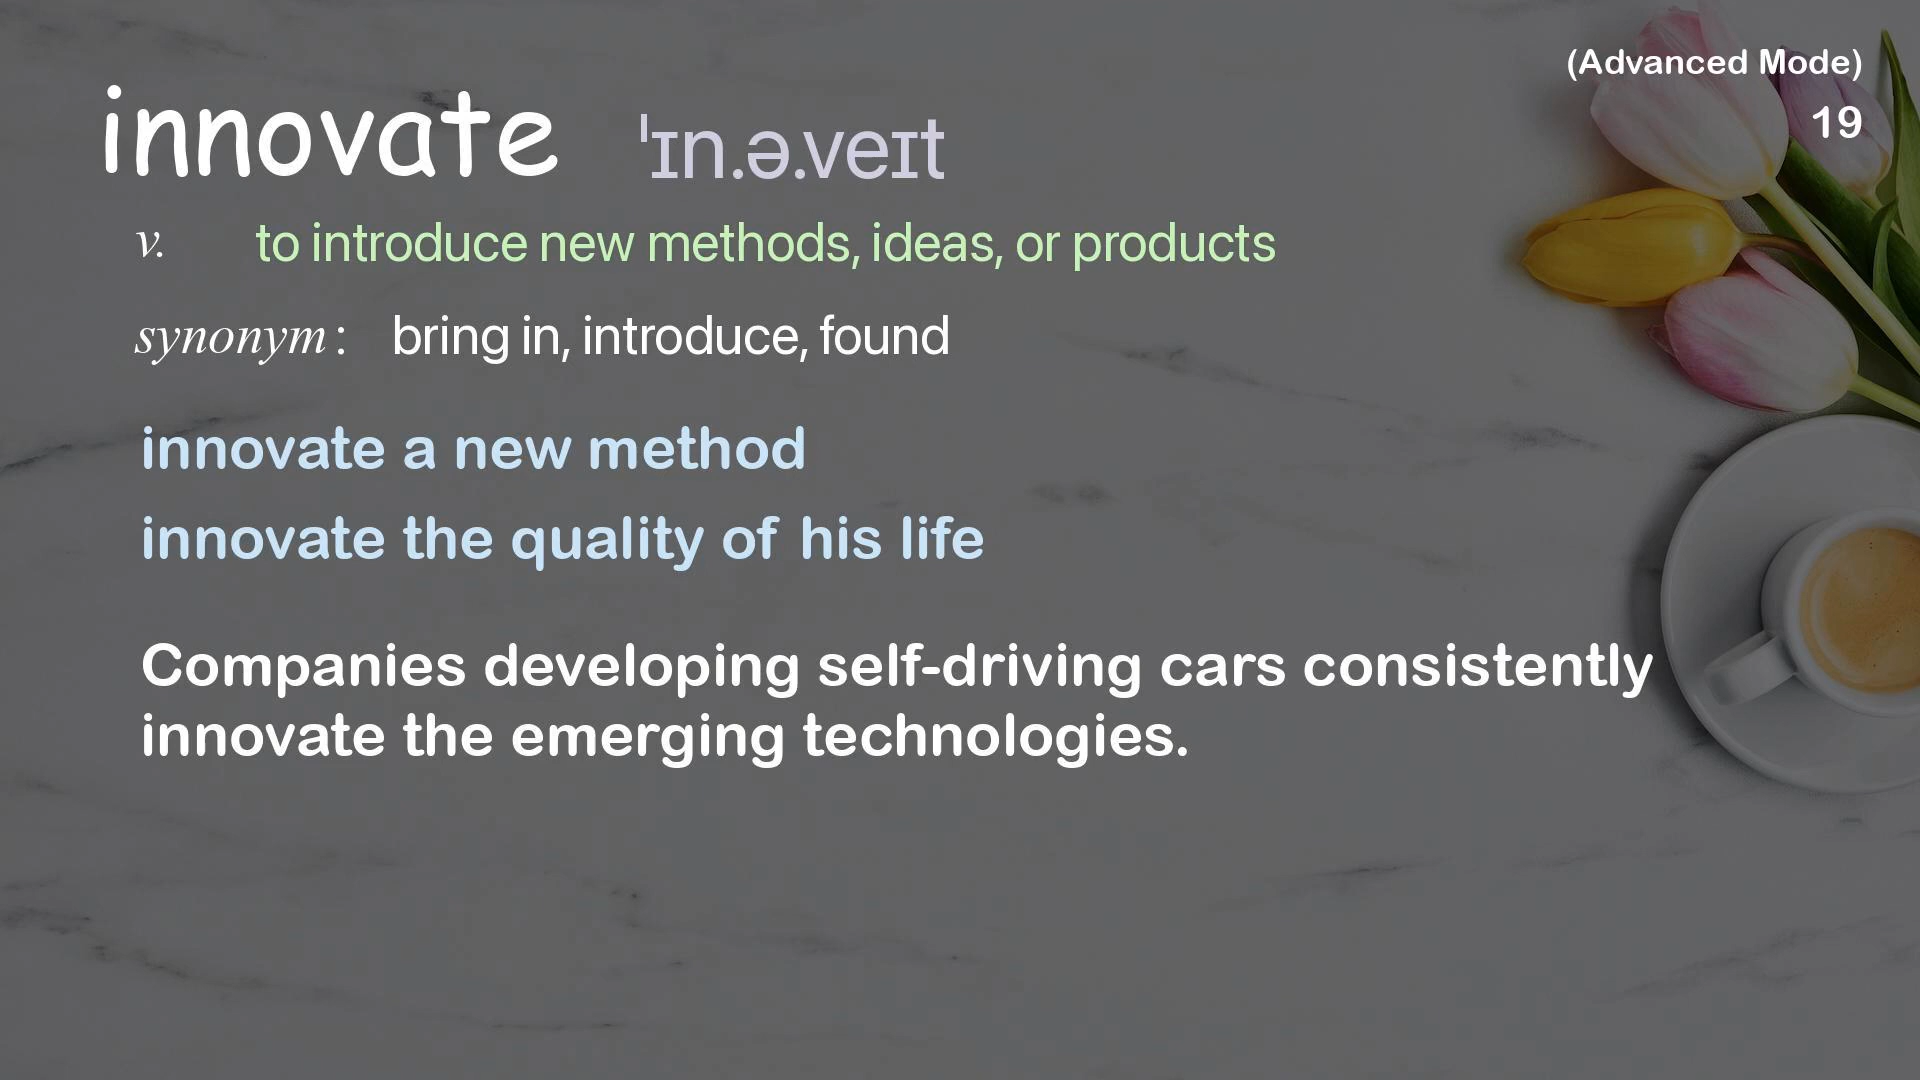 (Advanced Mode)
19
innovate ˈɪn.ə.veɪt
v. to introduce new methods, ideas, or products
synonym : bring in, introduce, found
innovate a new method
innovate the quality of his life
Companies developing self-driving cars consistently
innovate the emerging technologies.